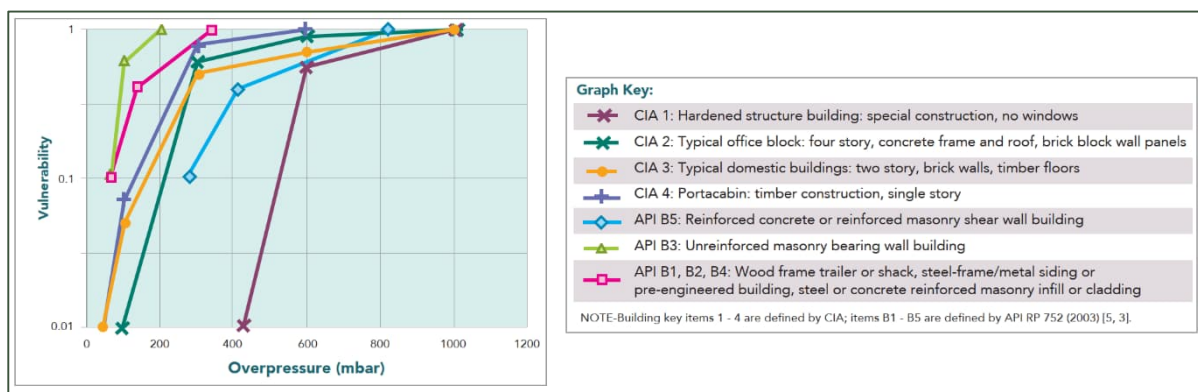 1
0.1
0.01
Vulnerability
0
200
400
600
800
1000
1200
Overpressure (mbar)
Graph Key:
CIA 1: Hardened structure building: special construction, no windows
CIA 2: Typical office block: four story, concrete frame and roof, brick block wall panels
CIA 3: Typical domestic buildings: two story, brick walls, timber floors
CIA 4: Portacabin: timber construction, single story
API B5: Reinforced concrete or reinforced masonry shear wall building
API B3: Unreinforced masonry bearing wall building
API B1, B2, B4: Wood frame trailer or shack, steel-frame/metal siding or
pre-engineered building, steel or concrete reinforced masonry infill or cladding
NOTE-Building key items 1 - 4 are defined by CIA; items B1 - B5 are defined by API RP 752 (2003) [5, 3].